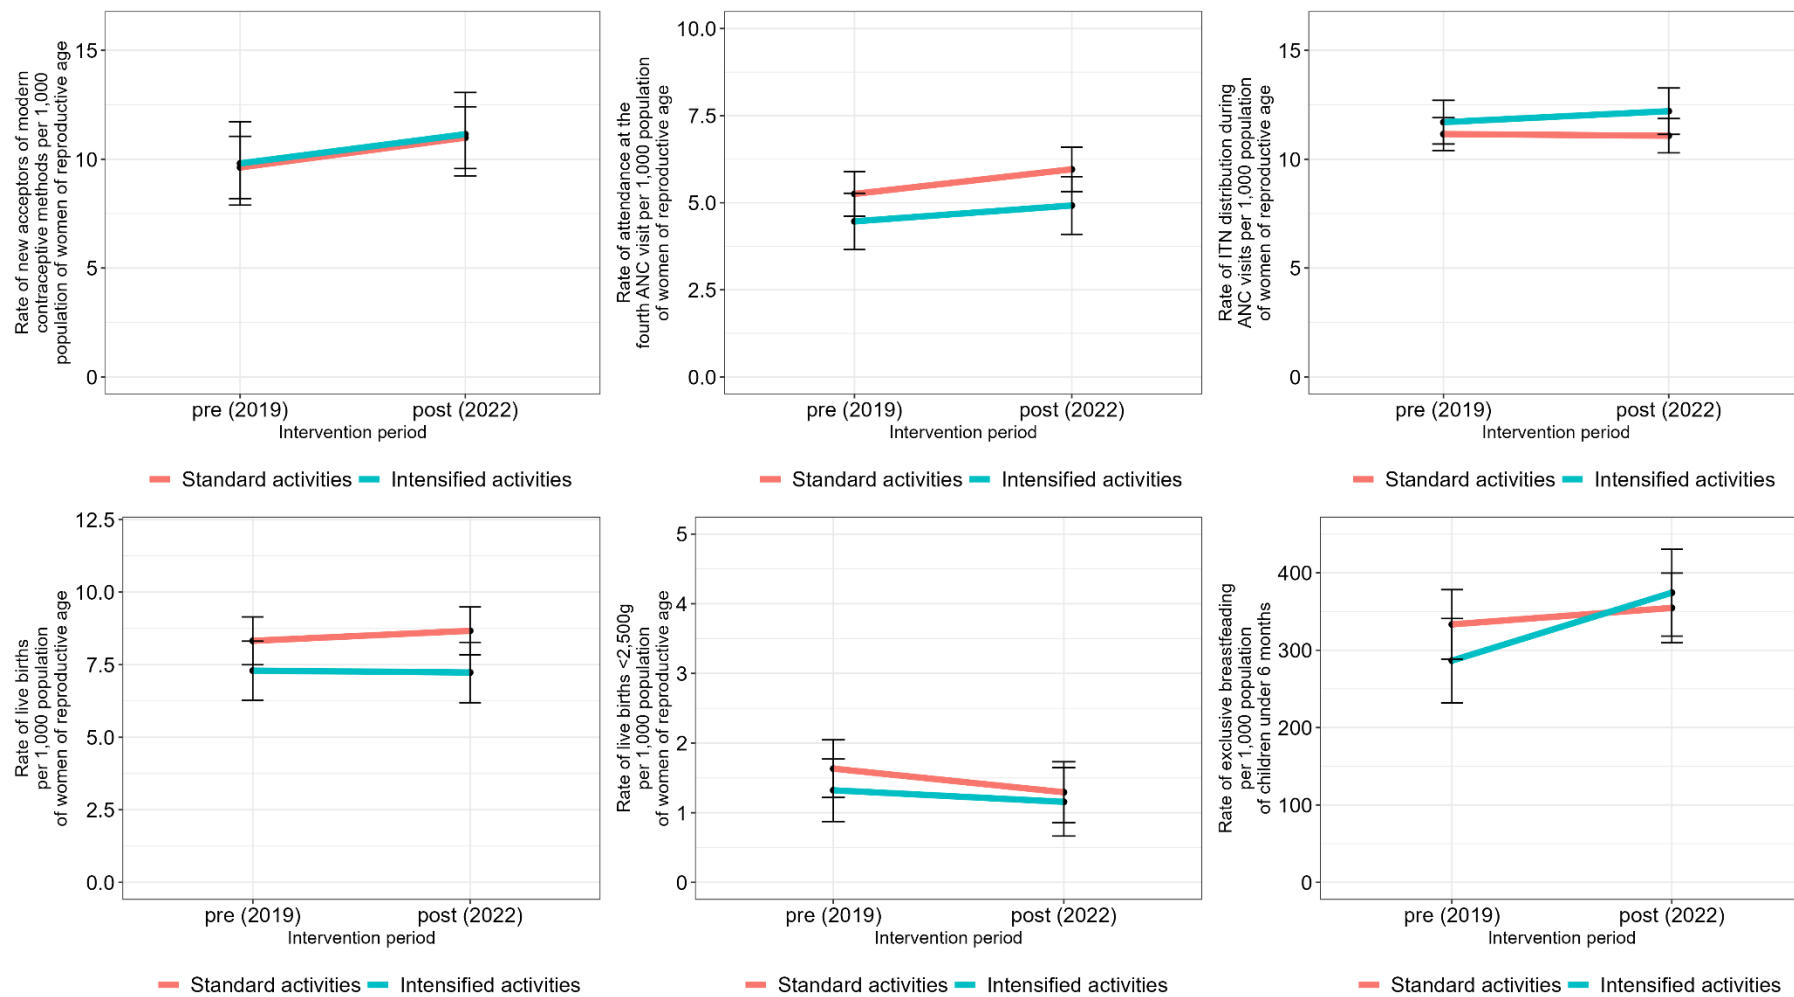 Rate of new acceptors of modern
contraceptive methods per 1,000
population of women of reproductive age
15
10
5
0
pre (2019) post (2022)
Intervention period
Standard activities Intensified activities
Rate of attendance at the
fourth ANC visit per 1,000 population
of women of reproductive age
10.0
7.5
5.0
2.5
0.0
pre (2019) post (2022)
Intervention period
Standard activities Intensified activities
Rate of ITN distribution during
ANC visits per 1,000 population
of women of reproductive age
15
10
5
0
pre (2019) post (2022)
Intervention period
Standard activities Intensified activities
Rate of live births
per 1,000 population
of women of reproductive age
12.5
10.0
7.5
5.0
2.5
0.0
pre (2019) post (2022)
Intervention period
Standard activities Intensified activities
Rate of live births <2,500g
per 1,000 population
of women of reproductive age
5
4
3
2
1
0
pre (2019) post (2022)
Intervention period
Standard activities Intensified activities
Rate of exclusive breastfeading
per 1,000 population
of children under 6 months
400
300
200
100
0
pre (2019) post (2022)
Intervention period
Standard activities Intensified activities